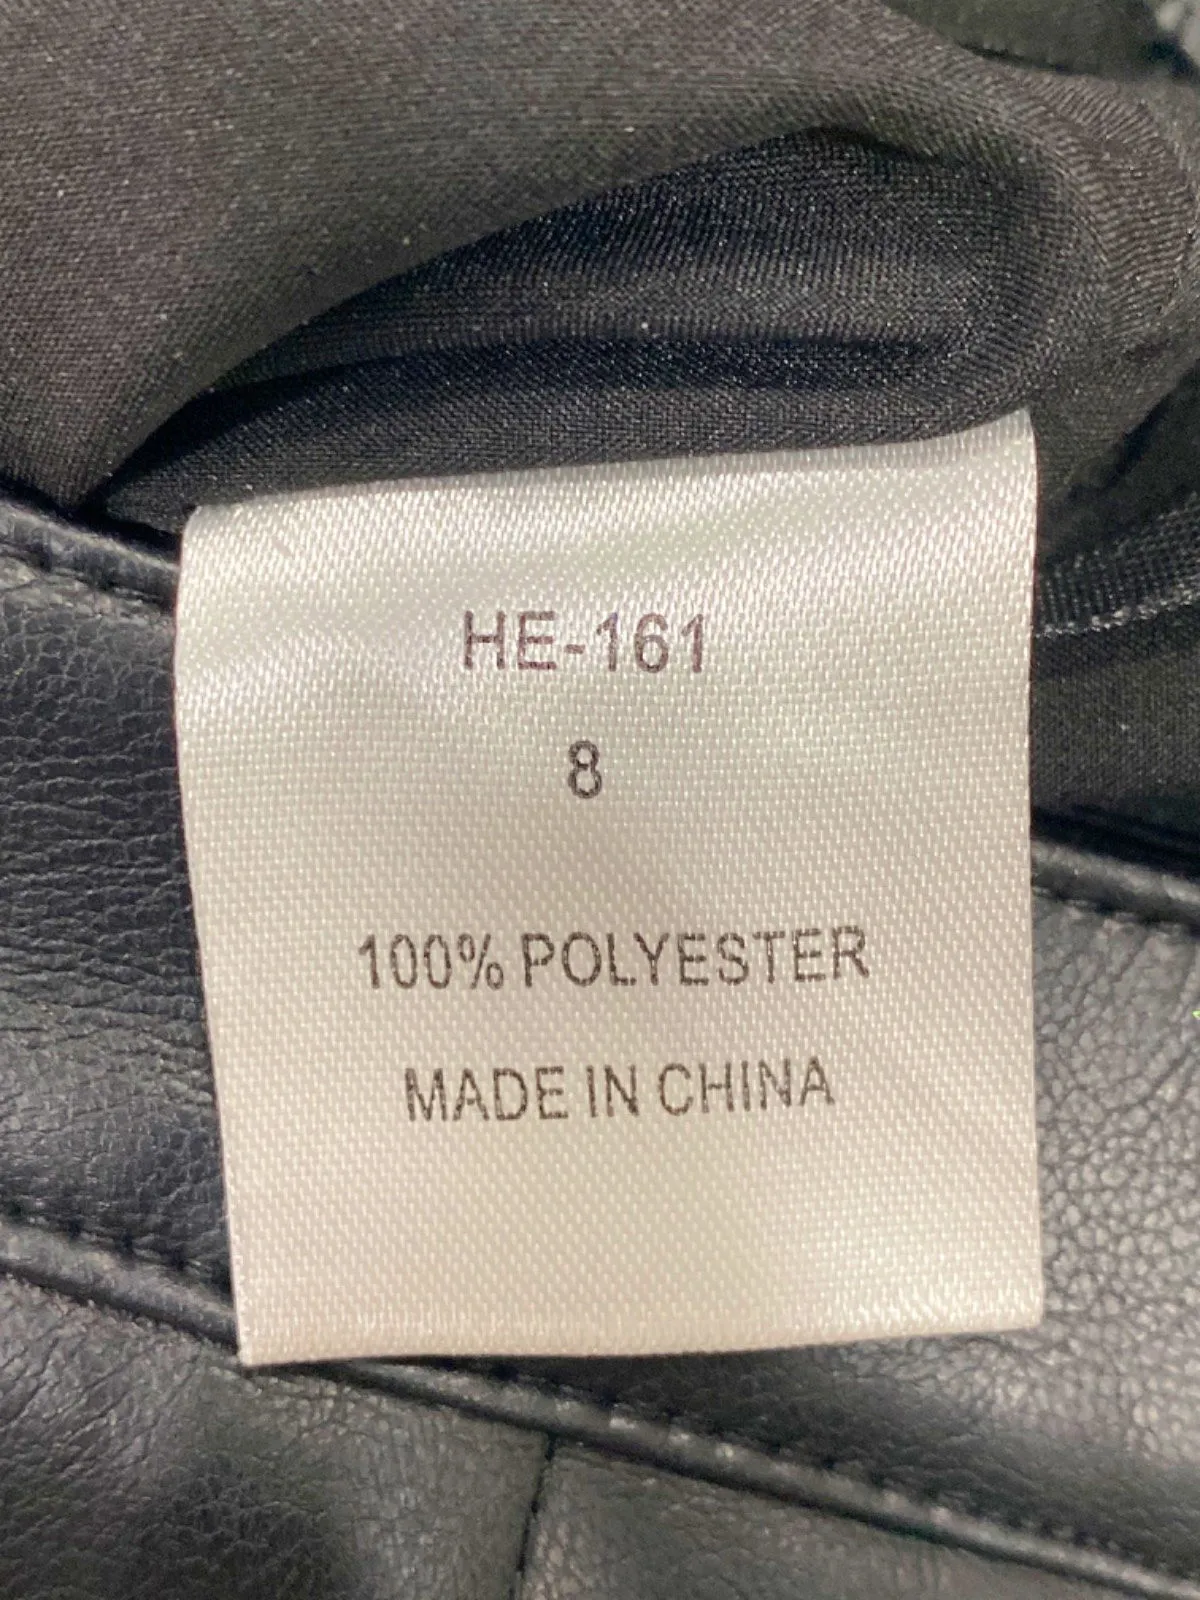 HE-161
8
100% POLYESTER
MADE IN CHINA